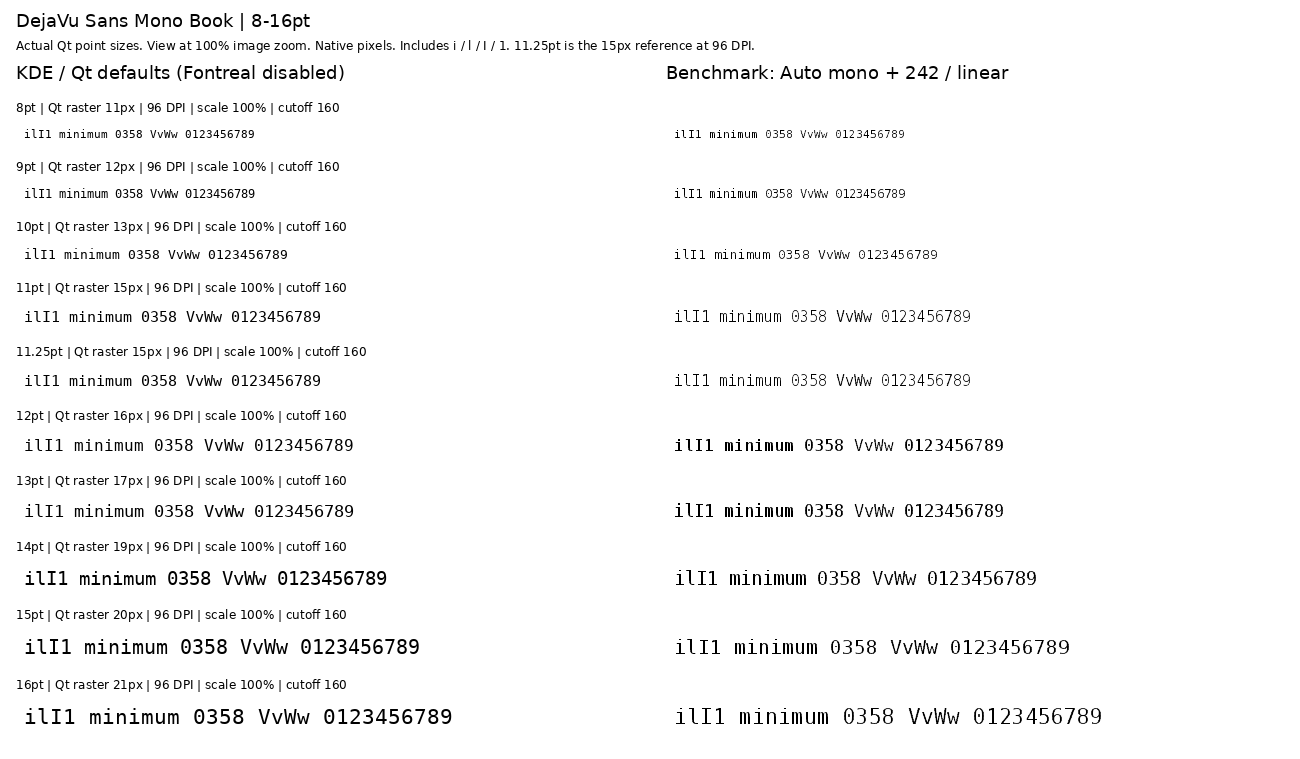 DejaVu Sans Mono Book | 8-16pt
Actual Qt point sizes. View at 100% image zoom. Native pixels. Includes i / l / I / 1. 11.25pt is the 15px reference at 96 DPI.
KDE / Qt defaults (Fontreal disabled)
Benchmark: Auto mono + 242 / linear
8pt | Qt raster 11px | 96 DPI | scale 100% | cutoff 160
ilI1 minimum 0358 VvWw 0123456789
ilI1 minimum 0358 VvWw 0123456789
9pt | Qt raster 12px | 96 DPI | scale 100% | cutoff 160
ilI1 minimum 0358 VvWw 0123456789
ilI1 minimum 0358 VvWw 0123456789
10pt | Qt raster 13px | 96 DPI | scale 100% | cutoff 160
ilI1 minimum 0358 VvWw 0123456789
ilI1 minimum 0358 VvWw 0123456789
11pt | Qt raster 15px | 96 DPI | scale 100% | cutoff 160
ilI1 minimum 0358 VvWw 0123456789
ilI1 minimum 0358 VvWw 0123456789
11.25pt | Qt raster 15px | 96 DPI | scale 100% | cutoff 160
ilI1 minimum 0358 VvWw 0123456789
ilI1 minimum 0358 VvWw 0123456789
12pt | Qt raster 16px | 96 DPI | scale 100% | cutoff 160
ilI1 minimum 0358 VvWw 0123456789
ilI1 minimum 0358 VvWw 0123456789
13pt | Qt raster 17px | 96 DPI | scale 100% | cutoff 160
ilI1 minimum 0358 VvWw 0123456789
ilI1 minimum 0358 VvWw 0123456789
14pt | Qt raster 19px | 96 DPI | scale 100% | cutoff 160
ilI1 minimum 0358 VvWw 0123456789
ilI1 minimum 0358 VvWw 0123456789
15pt | Qt raster 20px | 96 DPI | scale 100% | cutoff 160
ilI1 minimum 0358 VvWw 0123456789
ilI1 minimum 0358 VvWw 0123456789
16pt | Qt raster 21px | 96 DPI | scale 100% | cutoff 160
ilI1 minimum 0358 VvWw 0123456789
ilI1 minimum 0358 VvWw 0123456789